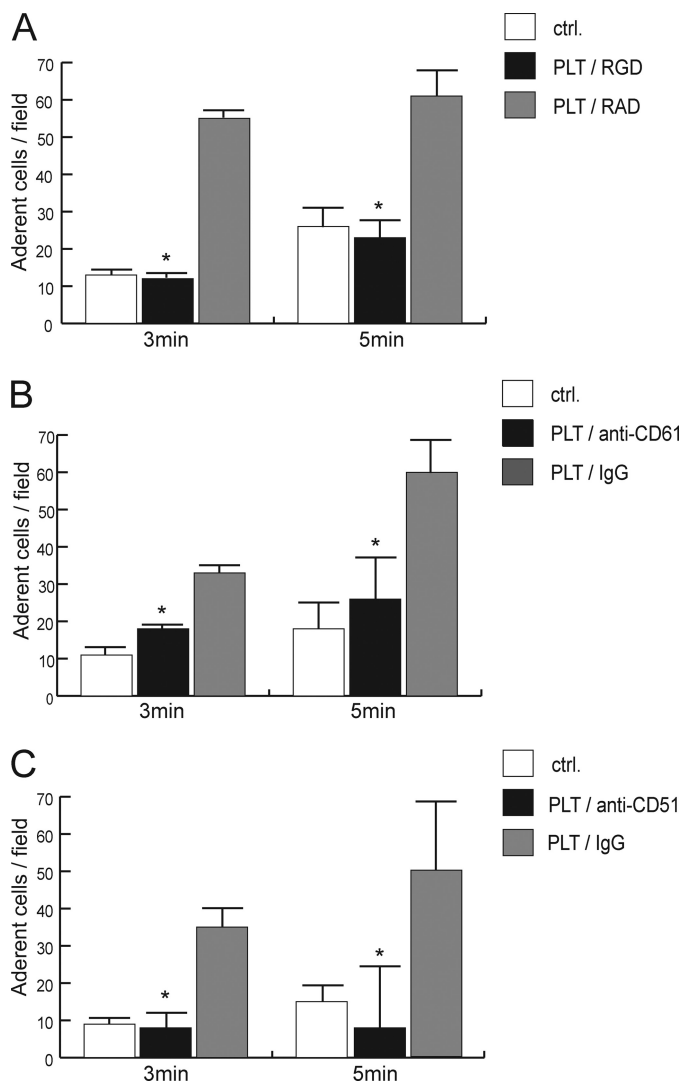 A
ctrl.
PLT / RGD
PLT / RAD
Aderent cells / field
70
60
50
40
30
20
10
0
*
*
3min
5min
B
ctrl.
PLT / anti-CD61
PLT / IgG
Aderent cells / field
70
60
50
40
30
20
10
0
*
*
3min
5min
C
ctrl.
PLT / anti-CD51
PLT / IgG
Aderent cells / field
70
60
50
40
30
20
10
0
*
*
3min
5min